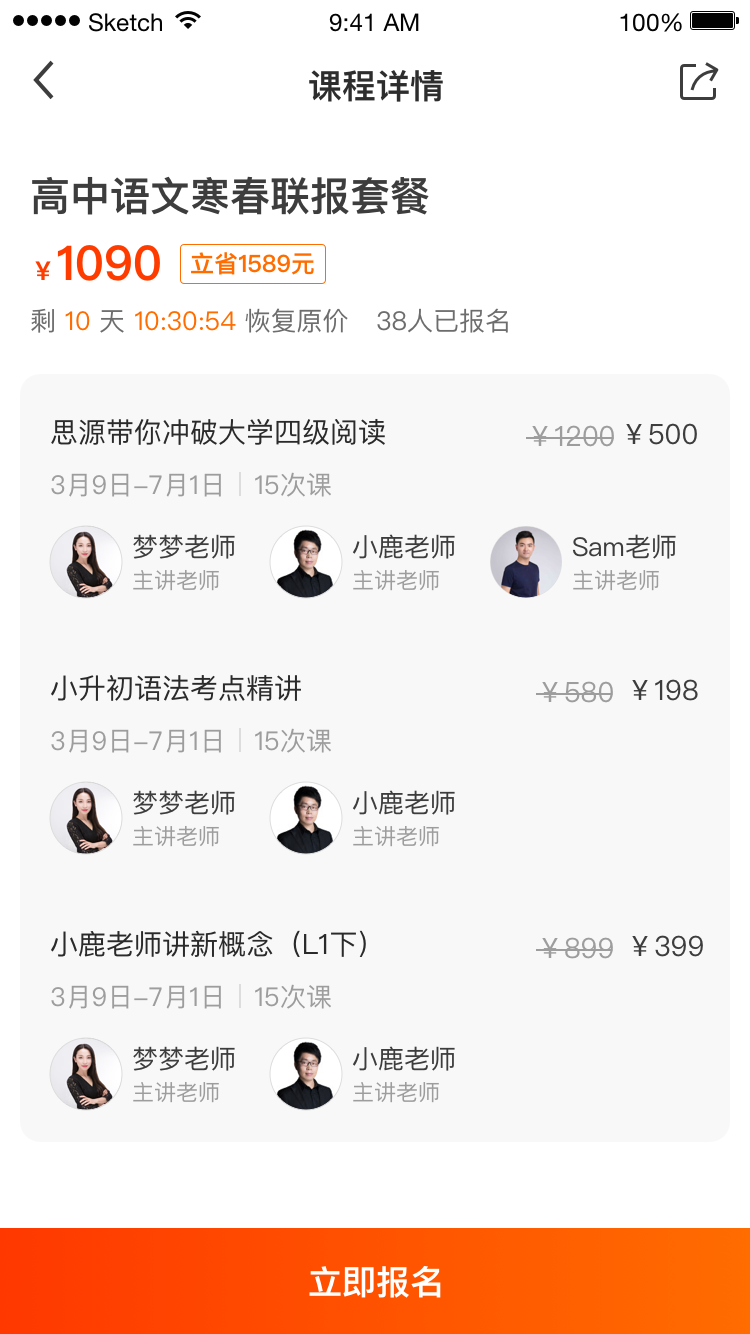 Sketch 9:41 AM 100%
课程详情
高中语文寒春联报套餐
¥1090 立省1589元
剩 10 天 10:30:54 恢复原价 38人已报名
思源带你冲破大学四级阅读 ¥1200 ¥500
3月9日–7月1日 15次课
梦梦老师 小鹿老师 Sam老师
主讲老师 主讲老师 主讲老师
小升初语法考点精讲 ¥580 ¥198
3月9日–7月1日 15次课
梦梦老师 小鹿老师
主讲老师 主讲老师
小鹿老师讲新概念（L1下） ¥899 ¥399
3月9日–7月1日 15次课
梦梦老师 小鹿老师
主讲老师 主讲老师
立即报名